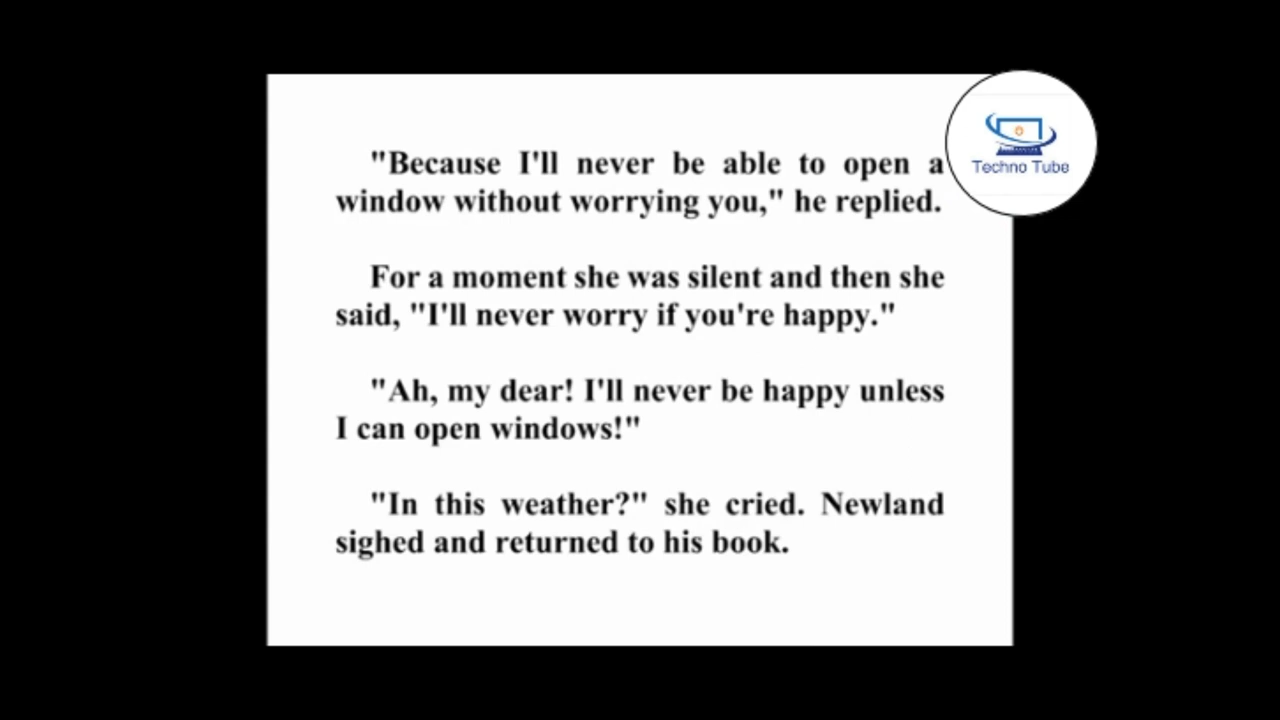 "Because I'll never be able to open a
window without worrying you," he replied.
For a moment she was silent and then she
said, "I'll never worry if you're happy."
"Ah, my dear! I'll never be happy unless
I can open windows!"
"In this weather?" she cried. Newland
sighed and returned to his book.
Techno Tube